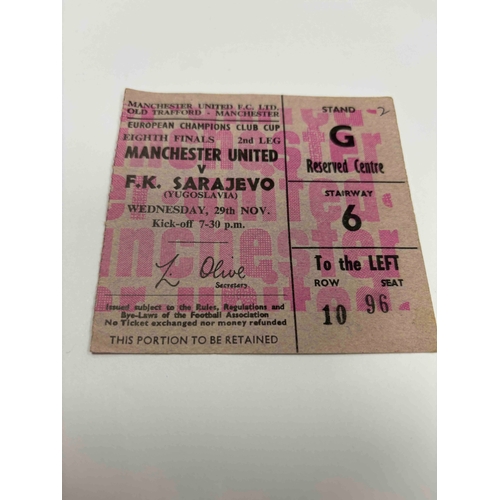 MANCHESTER UNITED F.C. LTD.
OLD TRAFFORD - MANCHESTER
EUROPEAN CHAMPIONS CLUB CUP
EIGHTH FINALS 2nd LEG
MANCHESTER UNITED
V
F.K. SARAJEVO
(YUGOSLAVIA)
WEDNESDAY, 29th NOV.
Kick-off 7-30 p.m.
L. Olive
Secretary
Issued subject to the Rules, Regulations and
Bye-Laws of the Football Association
No Ticket exchanged nor money refunded
THIS PORTION TO BE RETAINED
STAND 2
G
Reserved Centre
STAIRWAY
6
To the LEFT
ROW SEAT
10 96